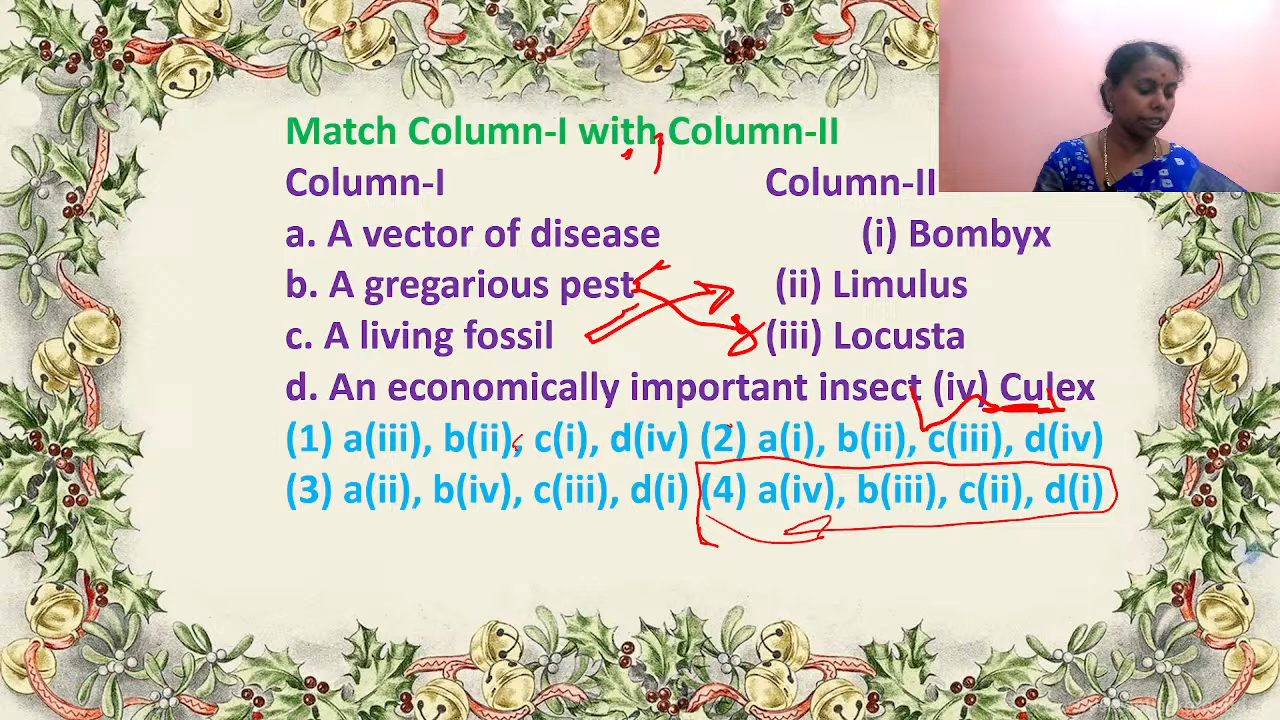 Match Column-I with Column-II
Column-I Column-II
a. A vector of disease (i) Bombyx
b. A gregarious pest (ii) Limulus
c. A living fossil (iii) Locusta
d. An economically important insect (iv) Culex
(1) a(iii), b(ii), c(i), d(iv) (2) a(i), b(ii), c(iii), d(iv)
(3) a(ii), b(iv), c(iii), d(i) (4) a(iv), b(iii), c(ii), d(i)